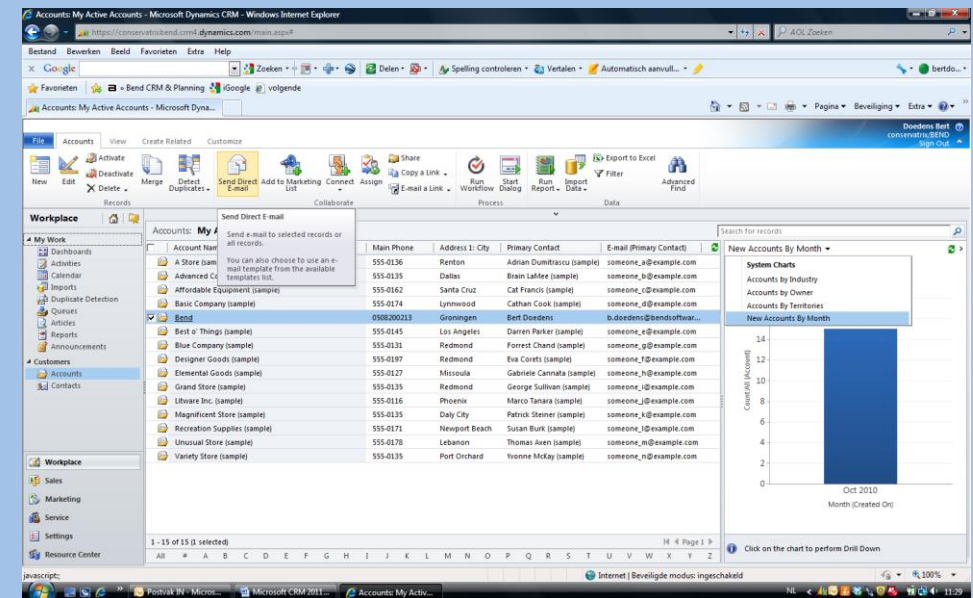 Accounts: My Active Accounts - Microsoft Dynamics CRM - Windows Internet Explorer
https://conservatrixbend.crm4.dynamics.com/main.aspx#
AOL Zoeken
Bestand Bewerken Beeld Favorieten Extra Help
Google Zoeken Delen Spelling controleren Vertalen Automatisch aanvull... bertdo...
Favorieten Bend CRM & Planning iGoogle volgende
Accounts: My Active Accounts - Microsoft Dyna... Pagina Beveiliging Extra
Doedens Bert
conservatrix/BEND
Sign Out
File Accounts View Create Related Customize
New Edit Activate Deactivate Delete
Merge Detect Duplicates Send Direct E-mail Add to Marketing List Connect Assign Share Copy a Link E-mail a Link
Run Workflow Start Dialog Run Report Import Data Export to Excel Filter Advanced Find
Records Collaborate Process Data
Workplace
Send Direct E-mail
Send e-mail to selected records or
all records.
You can also choose to use an e-
mail template from the available
templates list.
My Work
Dashboards
Activities
Calendar
Imports
Duplicate Detection
Queues
Articles
Reports
Announcements
Customers
Accounts
Contacts
Workplace
Sales
Marketing
Service
Settings
Resource Center
Accounts: My A
Search for records
Account Nam Main Phone Address 1: City Primary Contact E-mail (Primary Contact)
A Store (sam 555-0136 Renton Adrian Dumitrascu (sample) someone_a@example.com
Advanced Co 555-0135 Dallas Brain LaMee (sample) someone_b@example.com
Affordable Equipment (sample) 555-0162 Santa Cruz Cat Francis (sample) someone_c@example.com
Basic Company (sample) 555-0174 Lynnwood Cathan Cook (sample) someone_d@example.com
Bend 0508200213 Groningen Bert Doedens b.doedens@bendsoftwar...
Best o' Things (sample) 555-0145 Los Angeles Darren Parker (sample) someone_e@example.com
Blue Company (sample) 555-0131 Redmond Forrest Chand (sample) someone_g@example.com
Designer Goods (sample) 555-0197 Redmond Eva Corets (sample) someone_f@example.com
Elemental Goods (sample) 555-0127 Missoula Gabriele Cannata (sample) someone_h@example.com
Grand Store (sample) 555-0135 Redmond George Sullivan (sample) someone_i@example.com
Litware Inc. (sample) 555-0116 Phoenix Marco Tanara (sample) someone_j@example.com
Magnificent Store (sample) 555-0135 Daly City Patrick Steiner (sample) someone_k@example.com
Recreation Supplies (sample) 555-0171 Newport Beach Susan Burk (sample) someone_l@example.com
Unusual Store (sample) 555-0178 Lebanon Thomas Axen (sample) someone_m@example.com
Variety Store (sample) 555-0135 Port Orchard Yvonne McKay (sample) someone_n@example.com
1 - 15 of 15 (1 selected) Page 1
All # A B C D E F G H I J K L M N O P Q R S T U V W X Y Z
New Accounts By Month
System Charts
Accounts by Industry
Accounts by Owner
Accounts By Territories
New Accounts By Month
Count:All (Account)
14
12
10
8
6
4
2
0
Oct 2010
Month (Created On)
Click on the chart to perform Drill Down
javascript:; Internet | Beveiligde modus: ingeschakeld 100%
Postvak IN - Micros... Microsoft CRM 2011... Accounts: My Activ... NL 11:29